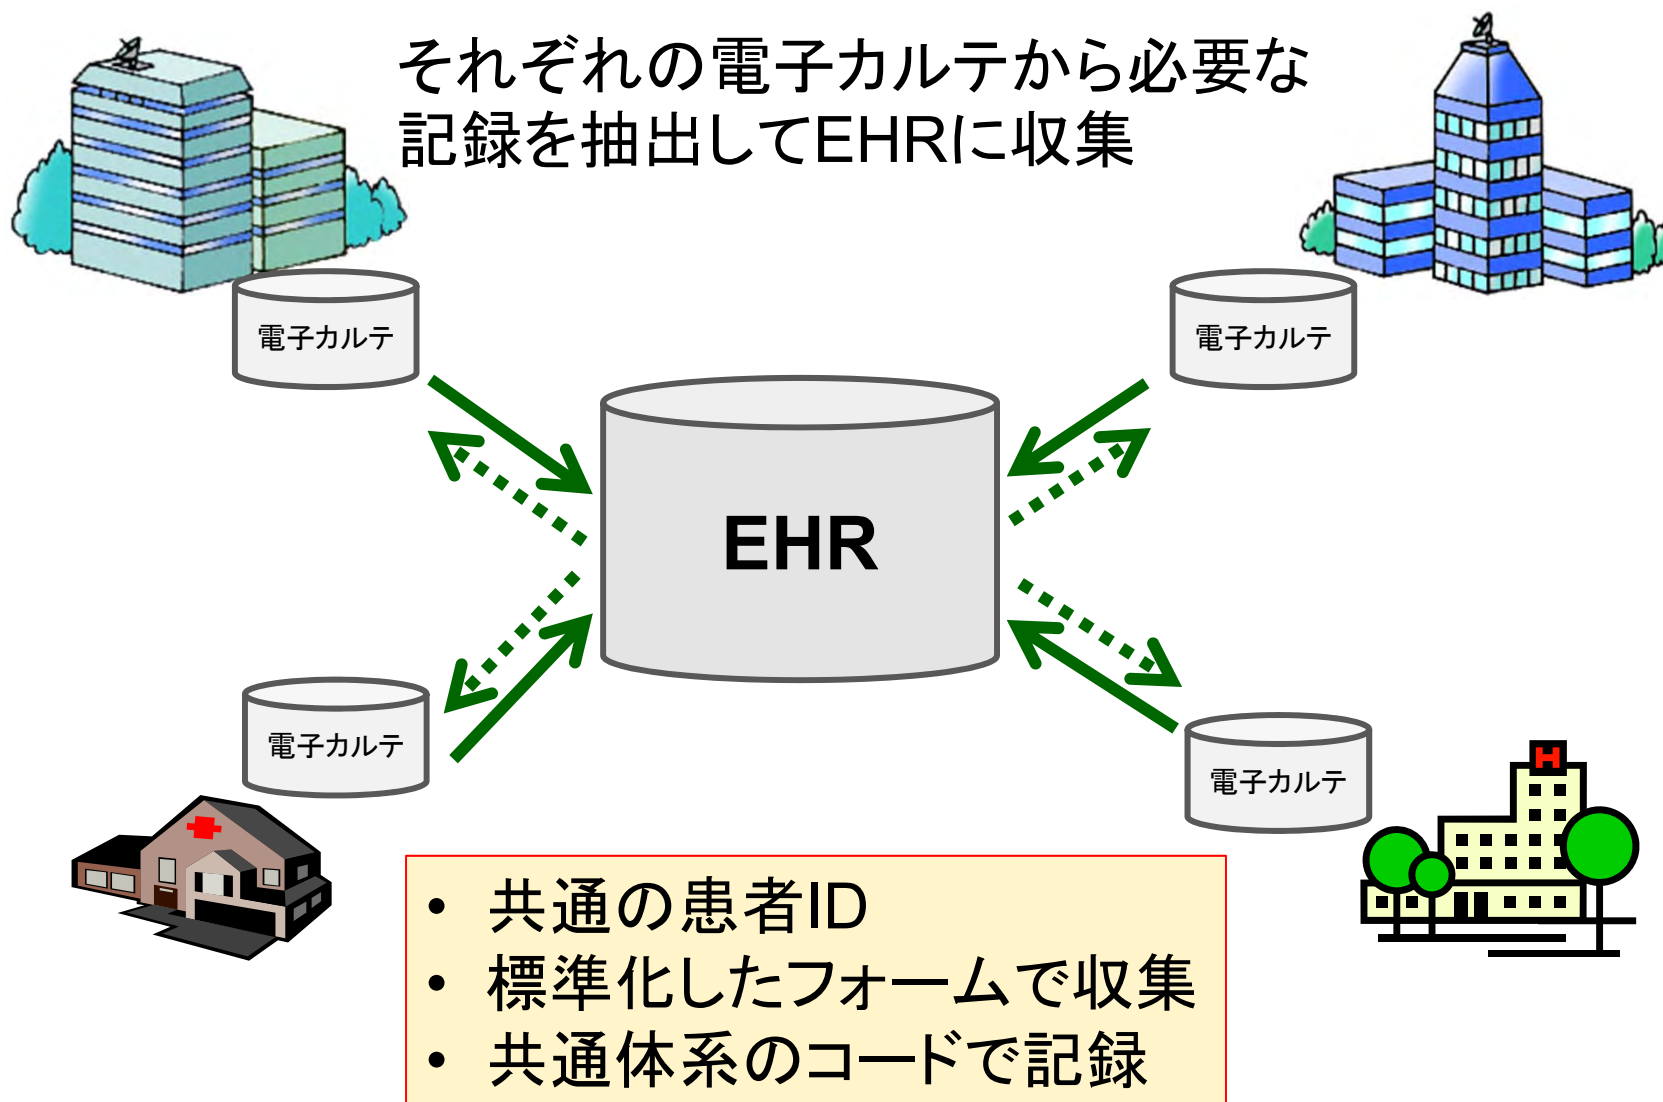 それぞれの電子カルテから必要な
記録を抽出してEHRに収集
電子カルテ
電子カルテ
EHR
電子カルテ
電子カルテ
H
• 共通の患者ID
• 標準化したフォームで収集
• 共通体系のコードで記録